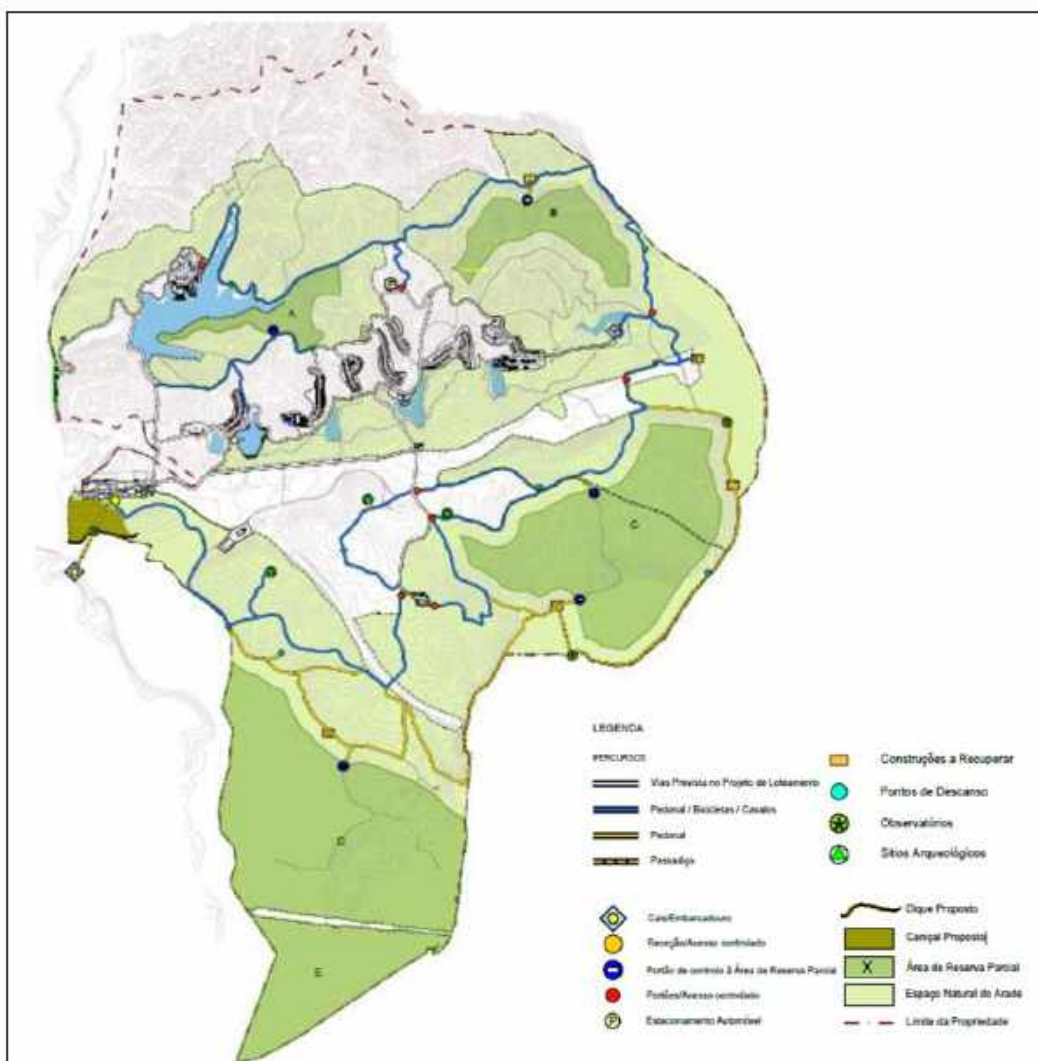 B
A
C
D
E
LEGENDA
PERCURSOS
Vias Prevista no Projeto de Loteamento
Pedonal / Bicicletas / Cavalos
Pedonal
Passadiço
Cais/Embarcadouro
Receção/Acesso controlado
Portão de controlo à Área de Reserva Parcial
Portões/Acesso controlado
P Estacionamento Automóvel
Construções a Recuperar
Pontos de Descanso
Observatórios
Sitios Arqueológicos
Dique Proposto
Caniçal Proposto
X Área de Reserva Parcial
Espaço Natural do Arade
Limite da Propriedade